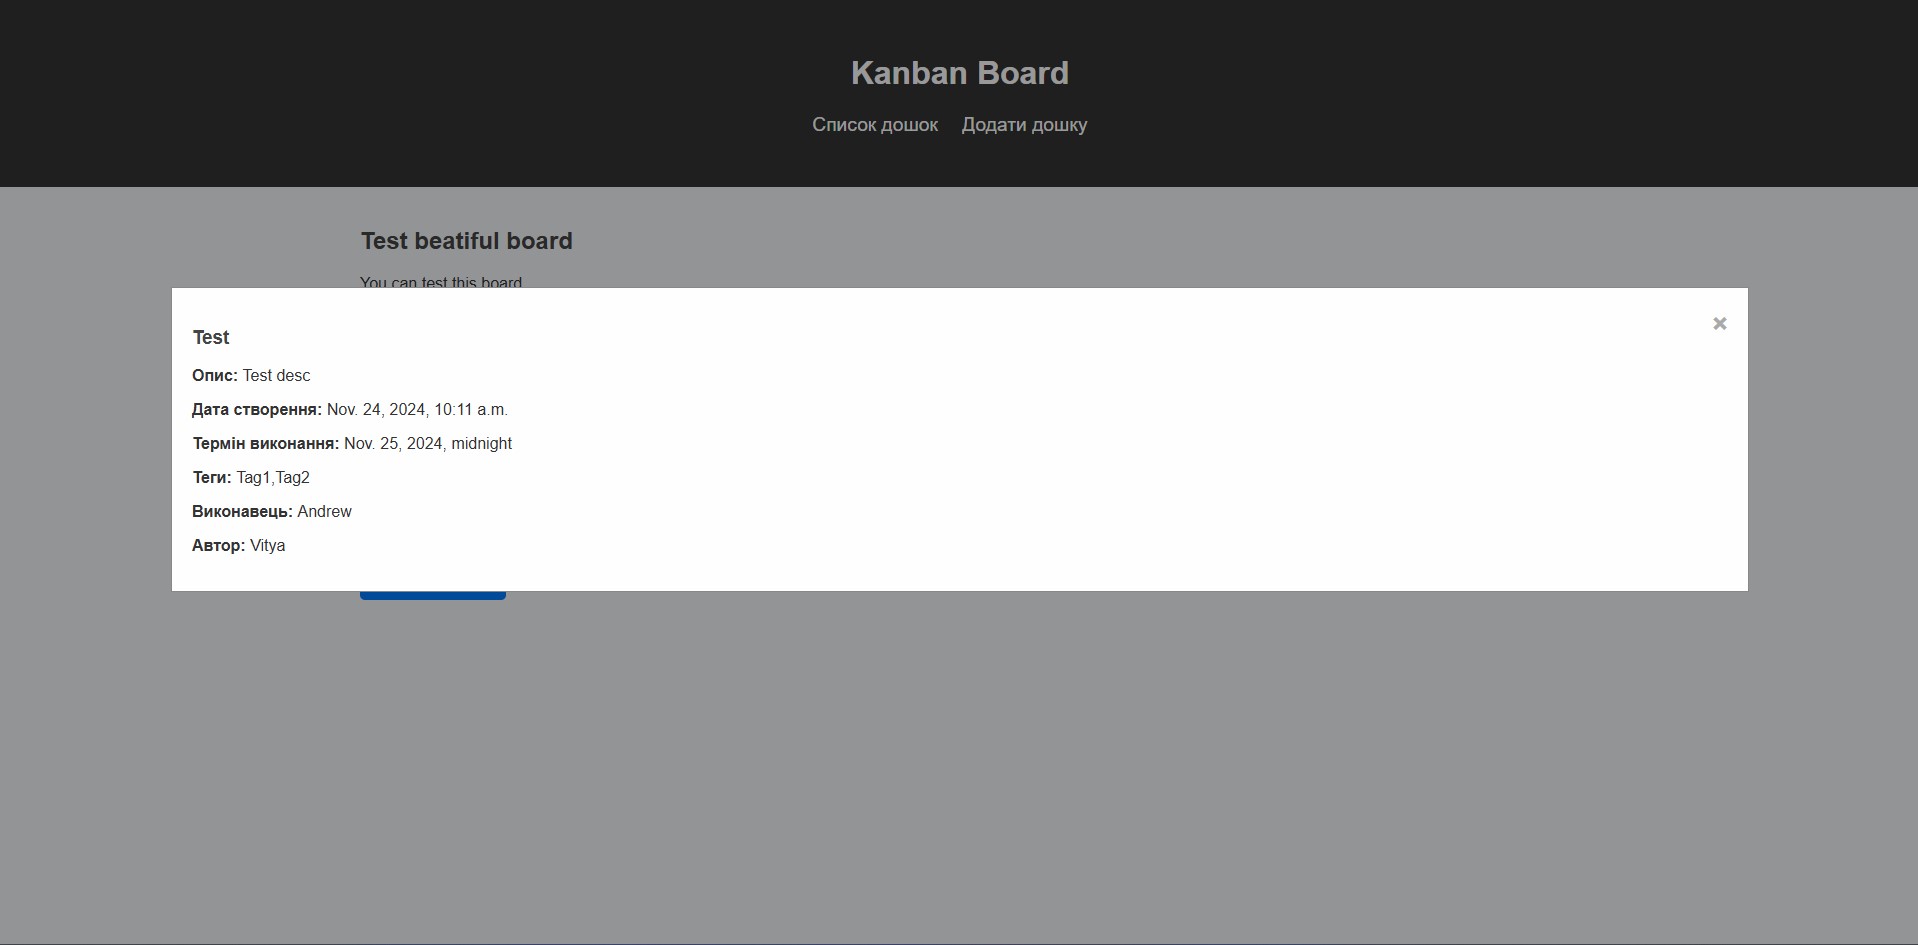 Kanban Board
Список дошок Додати дошку
Test beatiful board
You can test this board
Test
×
Опис: Test desc
Дата створення: Nov. 24, 2024, 10:11 a.m.
Термін виконання: Nov. 25, 2024, midnight
Теги: Tag1,Tag2
Виконавець: Andrew
Автор: Vitya